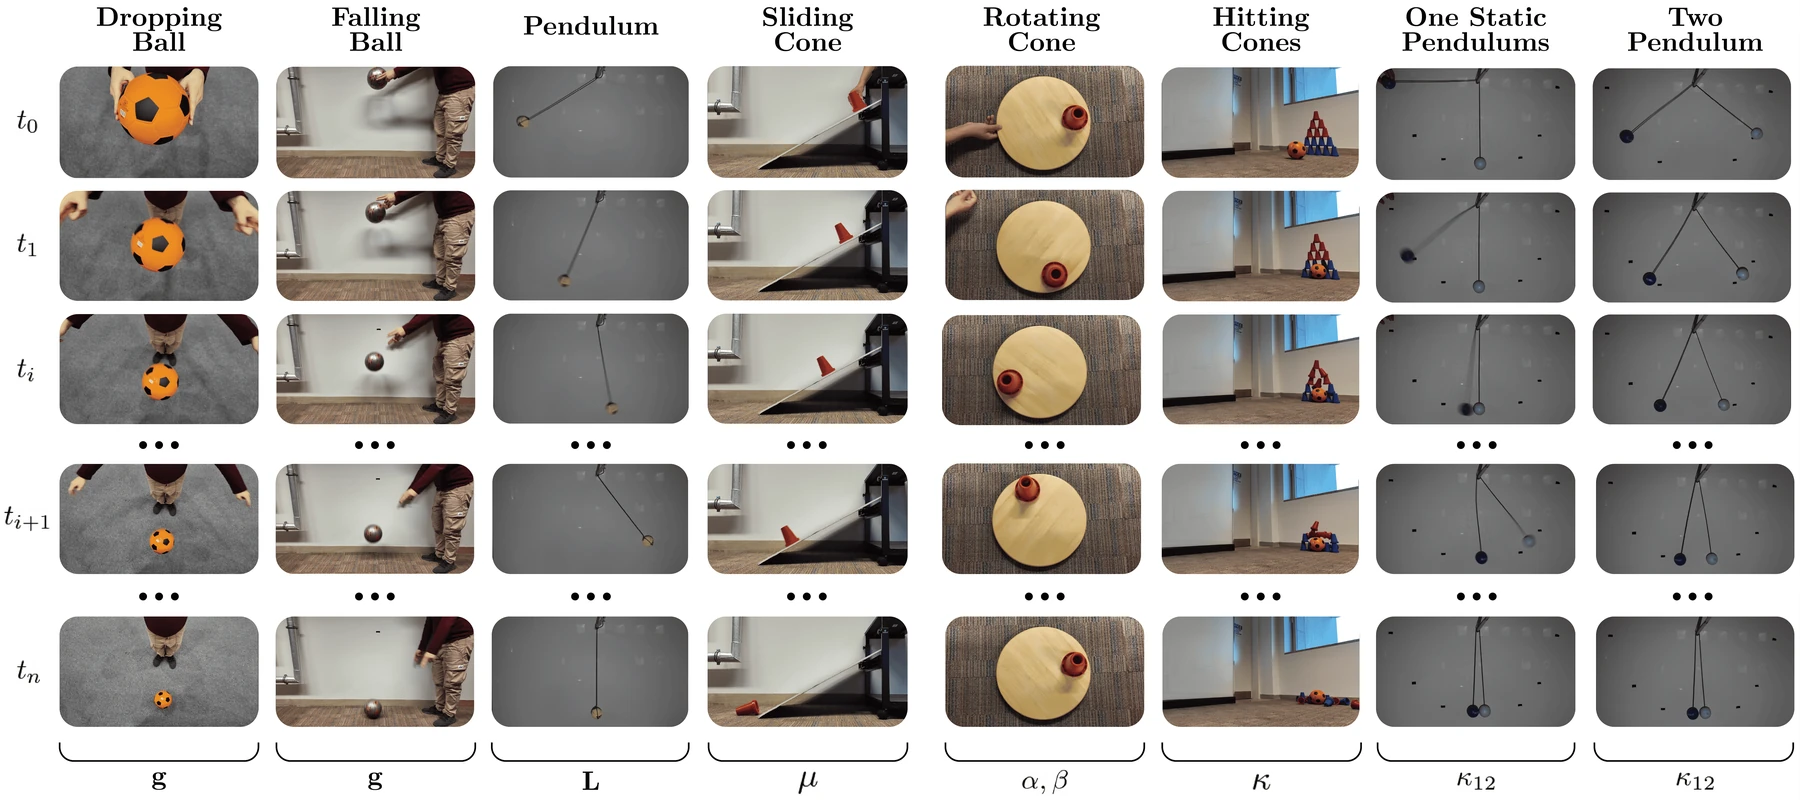 Dropping
Ball
Falling
Ball
Pendulum
Sliding
Cone
Rotating
Cone
Hitting
Cones
One Static
Pendulums
Two
Pendulum
t₀
t₁
tᵢ
tᵢ₊₁
tₙ
g
g
L
μ
α, β
κ
κ₁₂
κ₁₂